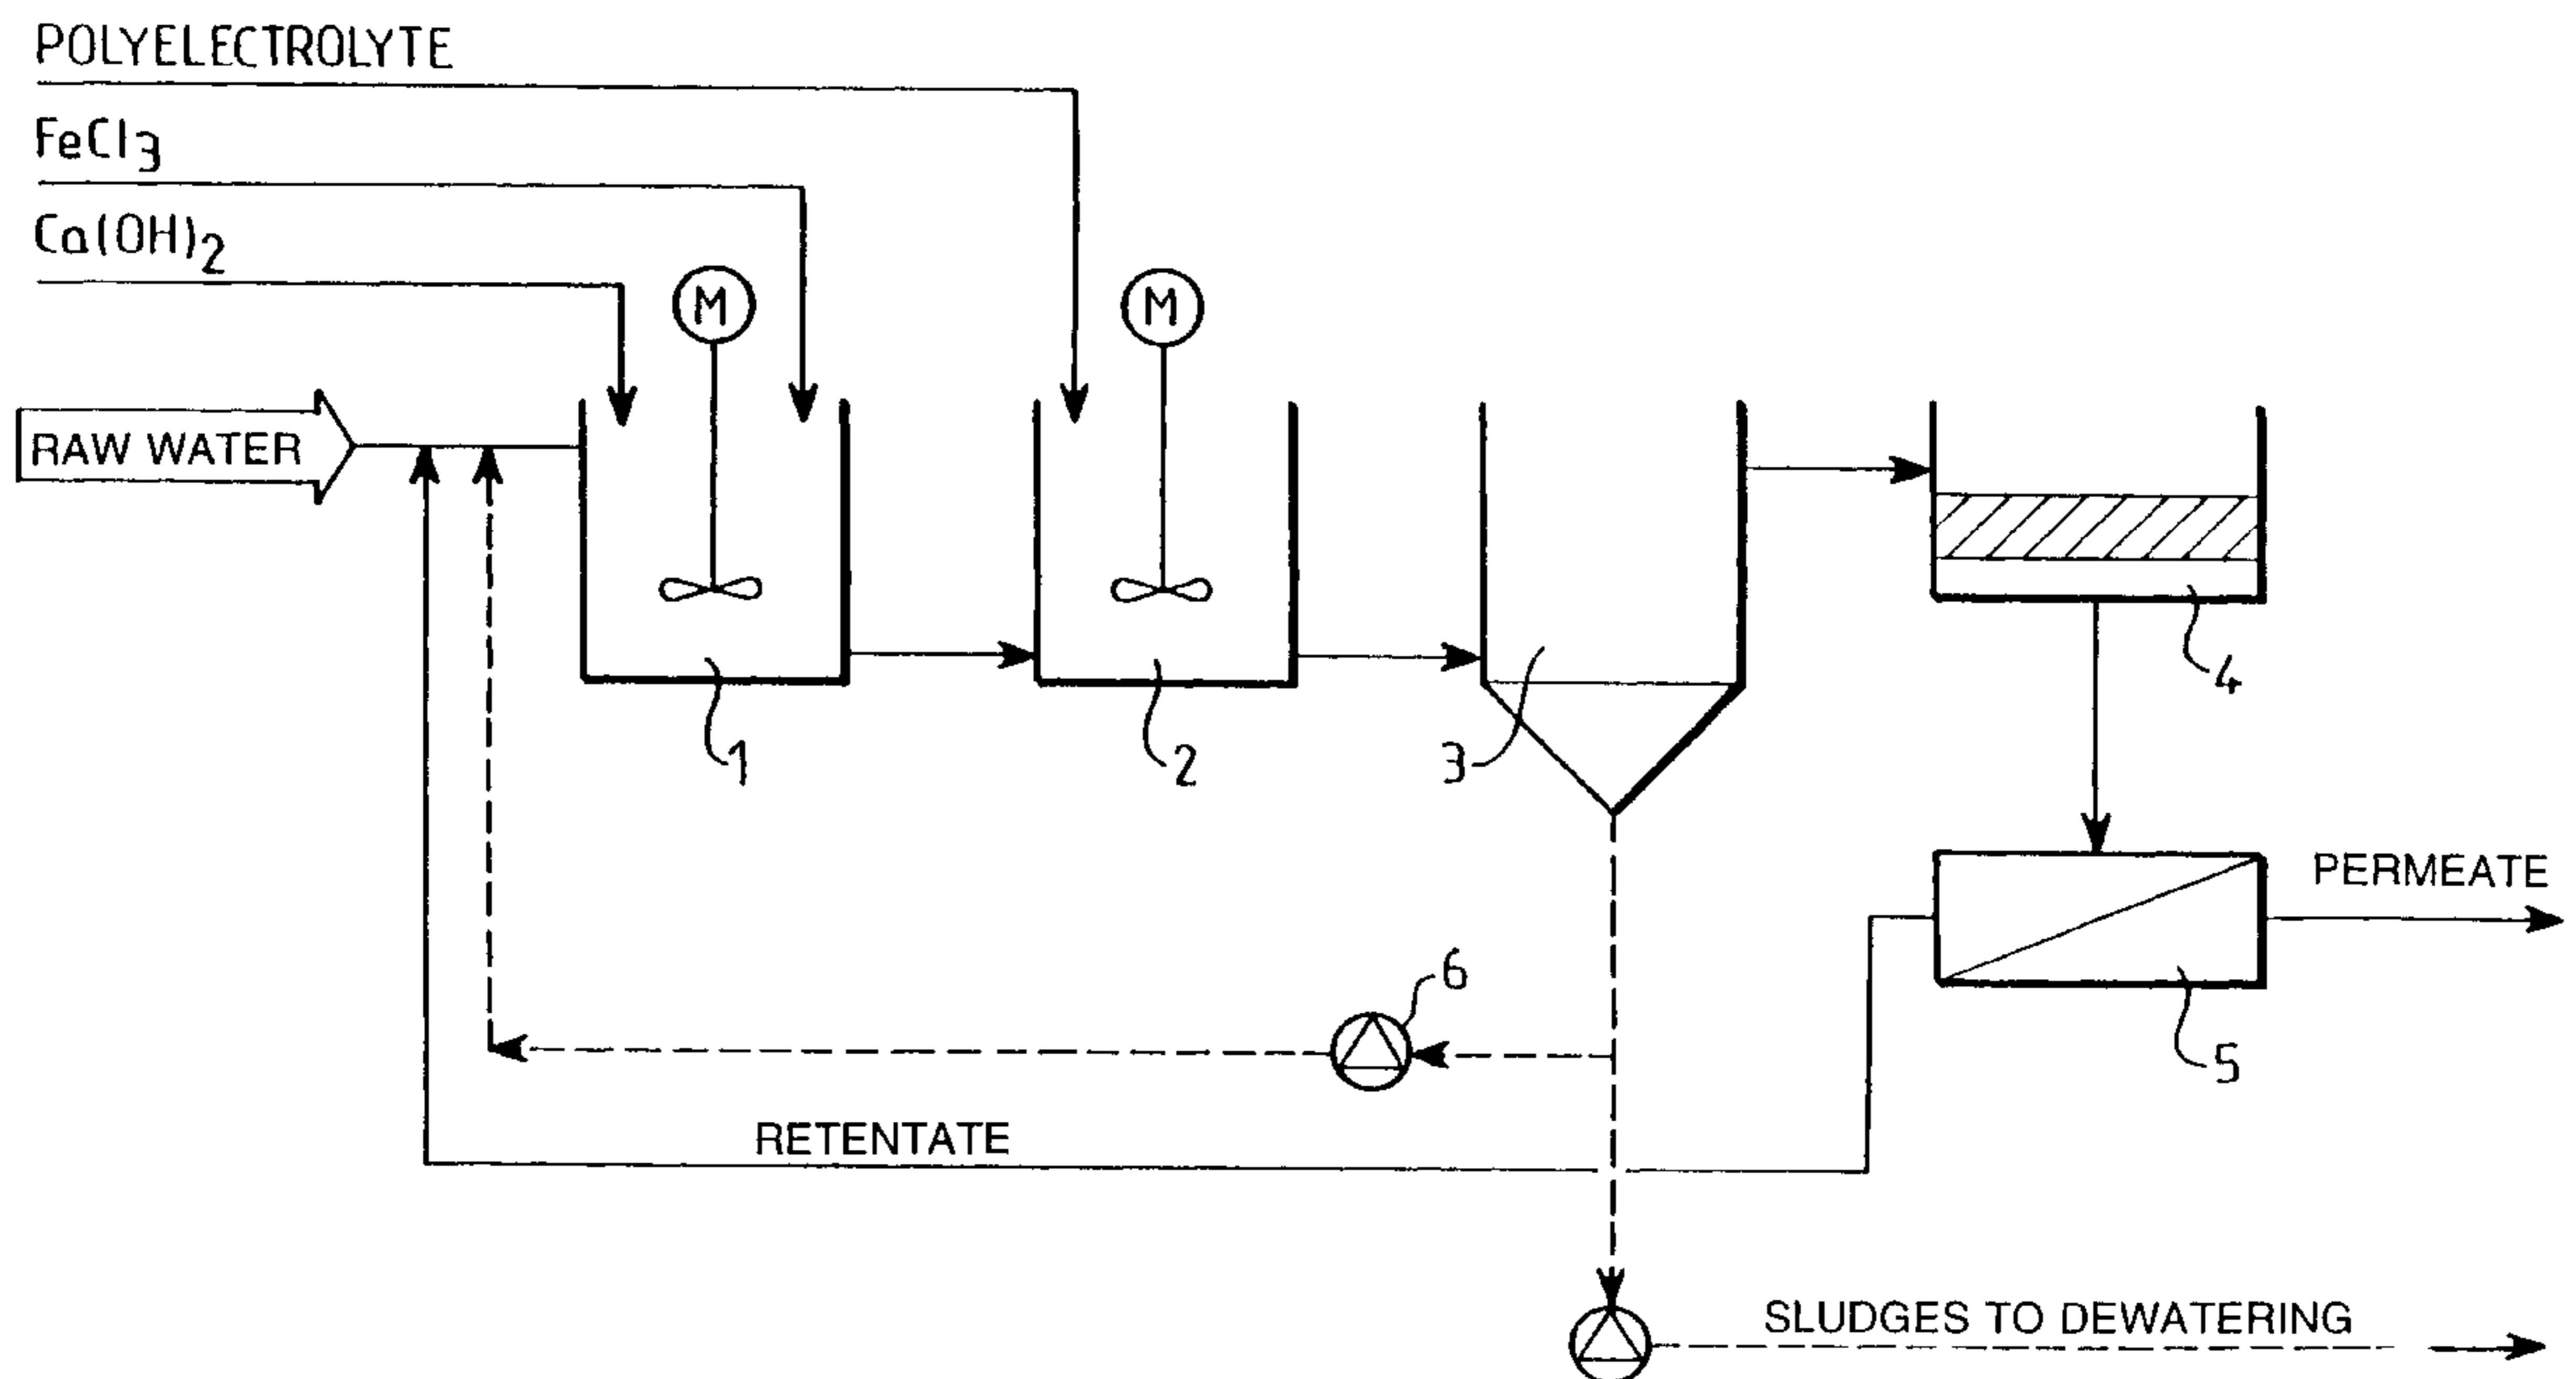 POLYELECTROLYTE
FeCl3
Ca(OH)2
M
M
RAW WATER
1
2
3
4
PERMEATE
5
6
RETENTATE
SLUDGES TO DEWATERING